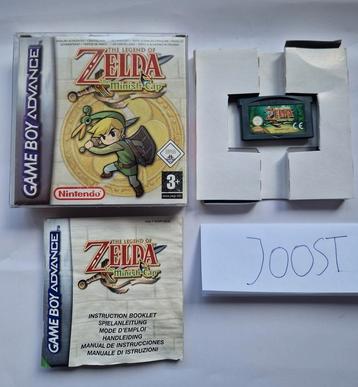 GAME BOY ADVANCE
THE LEGEND OF
ZELDA
The Minish Cap
Nintendo
3+
ZELDA
CE
JOOST
GAME BOY ADVANCE
THE LEGEND OF
ZELDA
The Minish Cap
INSTRUCTION BOOKLET
SPIELANLEITUNG
MODE D'EMPLOI
HANDLEIDING
MANUAL DE INSTRUCCIONES
MANUALE DI ISTRUZIONI